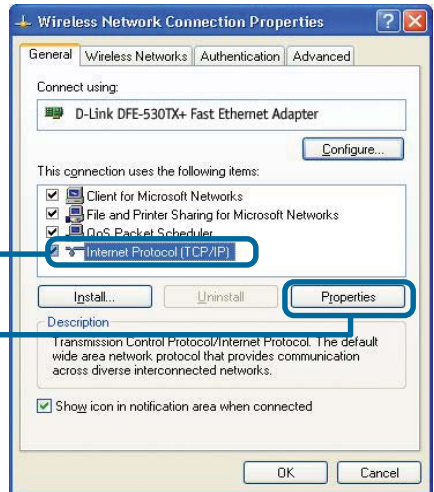 Wireless Network Connection Properties
General Wireless Networks Authentication Advanced
Connect using:
D-Link DFE-530TX+ Fast Ethernet Adapter
Configure...
This connection uses the following items:
Client for Microsoft Networks
File and Printer Sharing for Microsoft Networks
QoS Packet Scheduler
Internet Protocol (TCP/IP)
Install... Uninstall Properties
Description
Transmission Control Protocol/Internet Protocol. The default
wide area network protocol that provides communication
across diverse interconnected networks.
Show icon in notification area when connected
OK Cancel